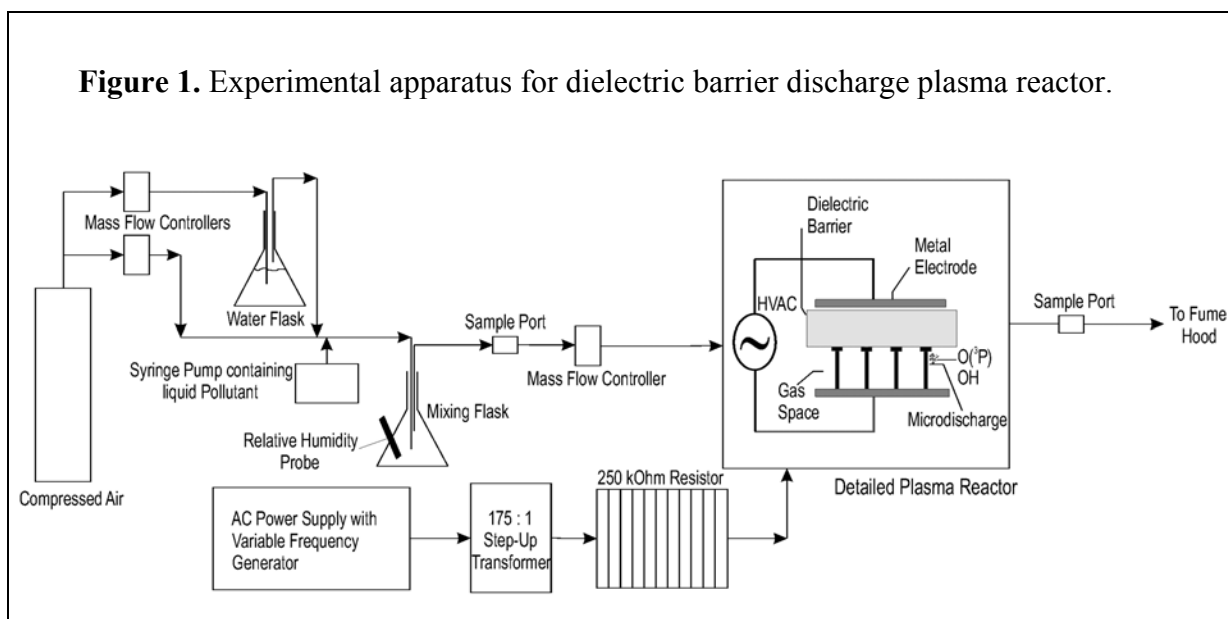 Figure 1. Experimental apparatus for dielectric barrier discharge plasma reactor.
Mass Flow Controllers
Water Flask
Syringe Pump containing
liquid Pollutant
Compressed Air
Relative Humidity
Probe
Mixing Flask
Sample Port
Mass Flow Controller
Dielectric
Barrier
Metal
Electrode
HVAC
Gas
Space
O(³P)
OH
Microdischarge
Detailed Plasma Reactor
Sample Port
To Fume
Hood
AC Power Supply with
Variable Frequency
Generator
175 : 1
Step-Up
Transformer
250 kOhm Resistor